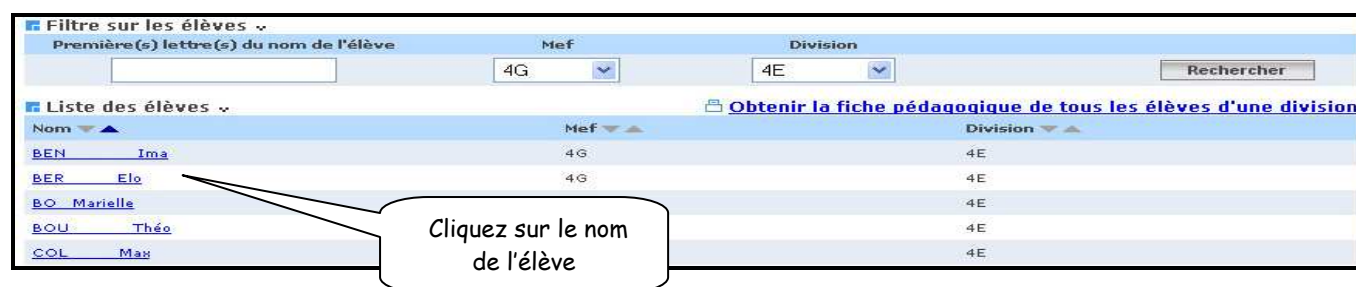 Filtre sur les élèves
Première(s) lettre(s) du nom de l'élève Mef Division
4G 4E Rechercher
Liste des élèves Obtenir la fiche pédagogique de tous les élèves d'une division
Nom Mef Division
BEN Ima 4G 4E
BER Elo 4G 4E
BO Marielle 4E
BOU Théo 4E
COL Max 4E
Cliquez sur le nom
de l'élève